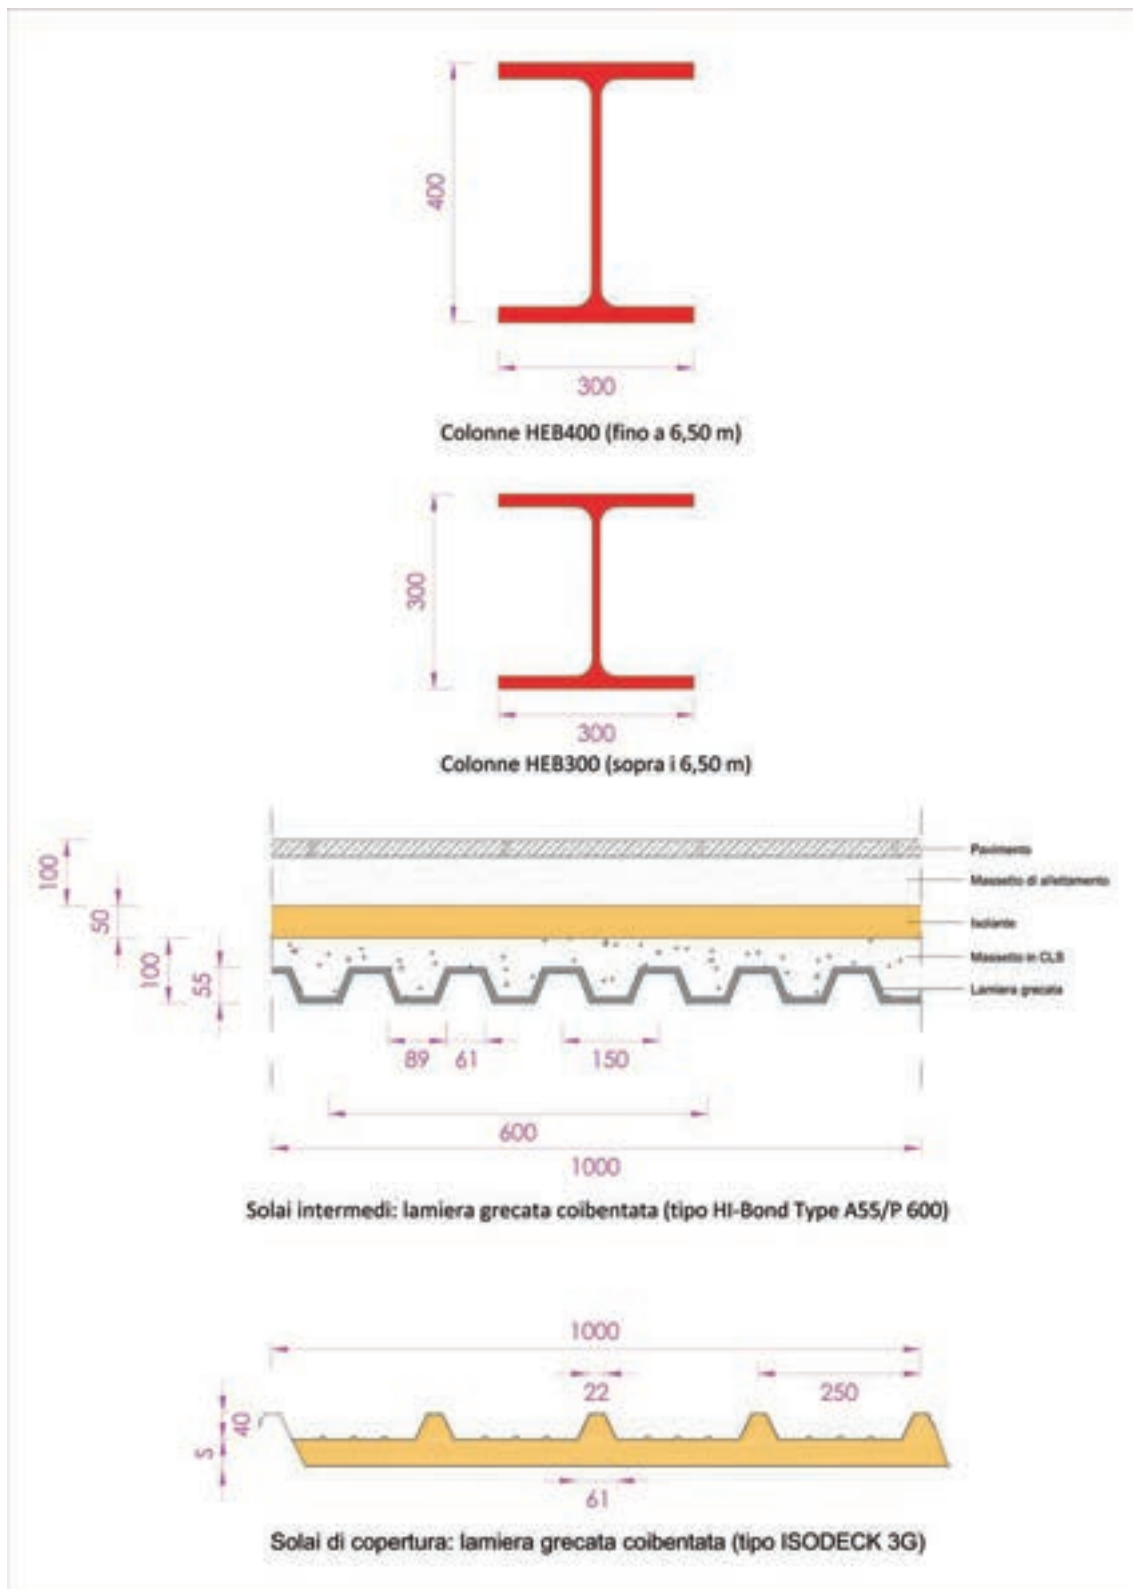 400
300
Colonne HEB400 (fino a 6,50 m)
300
300
Colonne HEB300 (sopra i 6,50 m)
100
50
100
55
Pavimento
Massetto di allettamento
Isolante
Massetto in CLS
Lamiera grecata
89
61
150
600
1000
Solai intermedi: lamiera grecata coibentata (tipo HI-Bond Type A55/P 600)
1000
22
250
40
S
61
Solai di copertura: lamiera grecata coibentata (tipo ISODECK 3G)